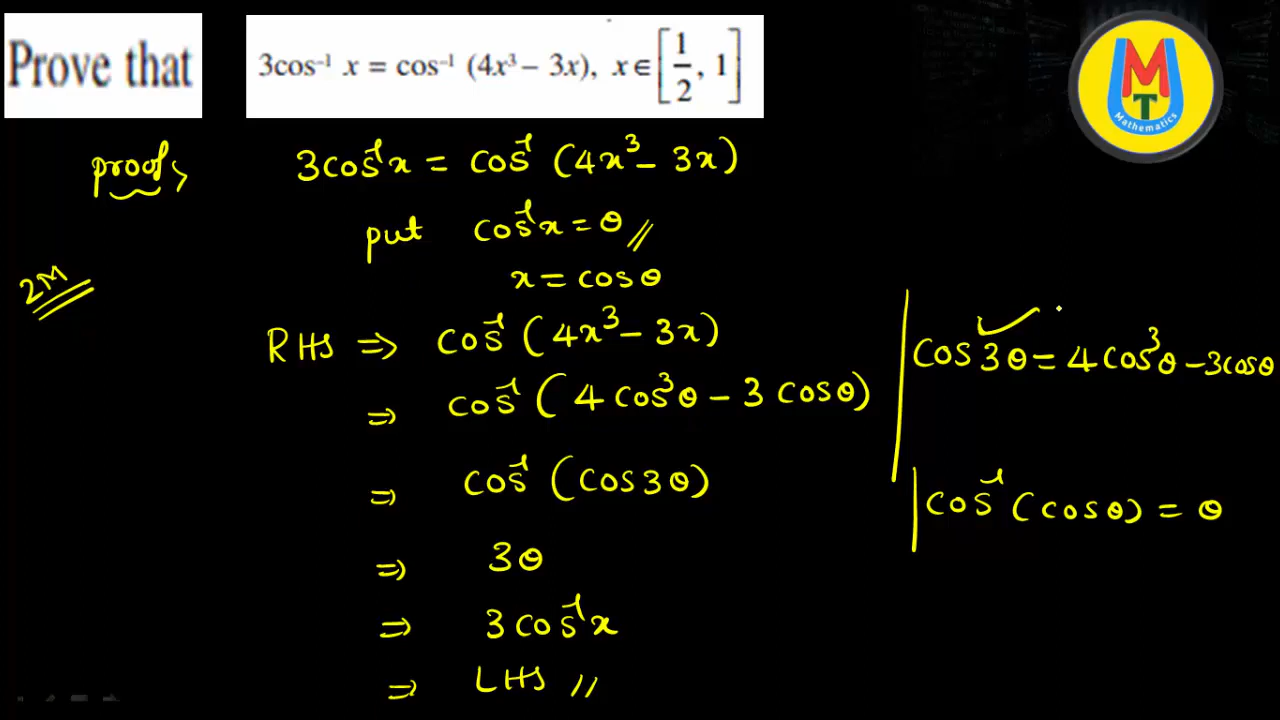 Prove that 3cos⁻¹ x = cos⁻¹ (4x³ – 3x), x ∈ [1/2, 1]
UMT
Mathematics
proof> 3cos⁻¹x = cos⁻¹ (4x³ – 3x)
put cos⁻¹x = θ //
x = cosθ
2M
RHS ⇒ cos⁻¹ (4x³ – 3x)
cos3θ = 4cos³θ – 3cosθ
⇒ cos⁻¹ (4cos³θ – 3cosθ)
⇒ cos⁻¹ (cos3θ)
cos⁻¹ (cosθ) = θ
⇒ 3θ
⇒ 3cos⁻¹x
⇒ LHS //